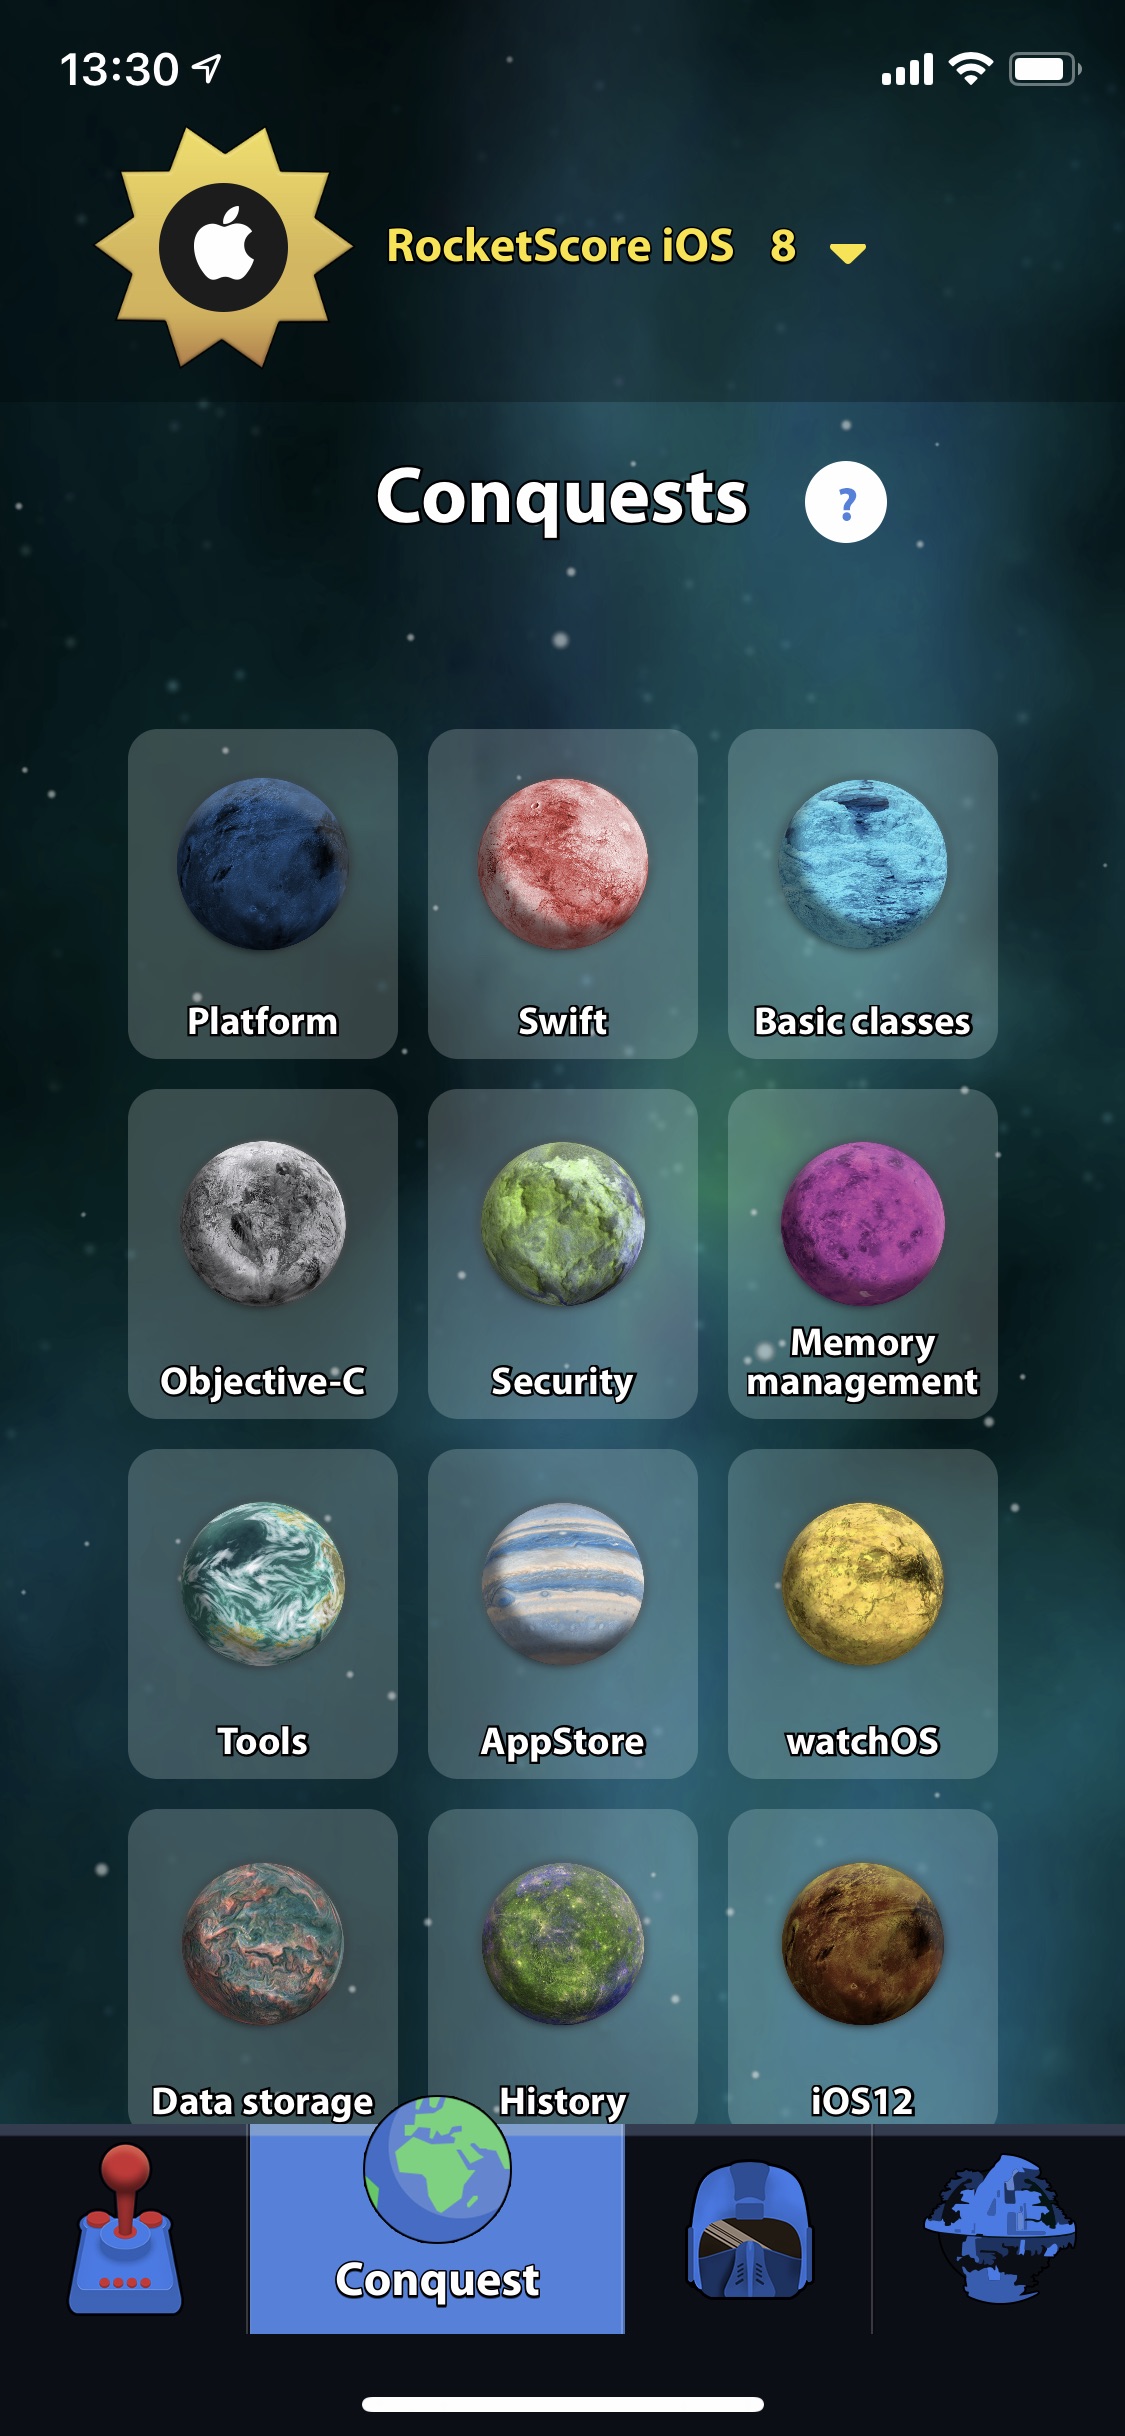 13:30
RocketScore iOS 8
Conquests ?
Platform
Swift
Basic classes
Objective-C
Security
Memory
management
Tools
AppStore
watchOS
Data storage
History
iOS12
Conquest